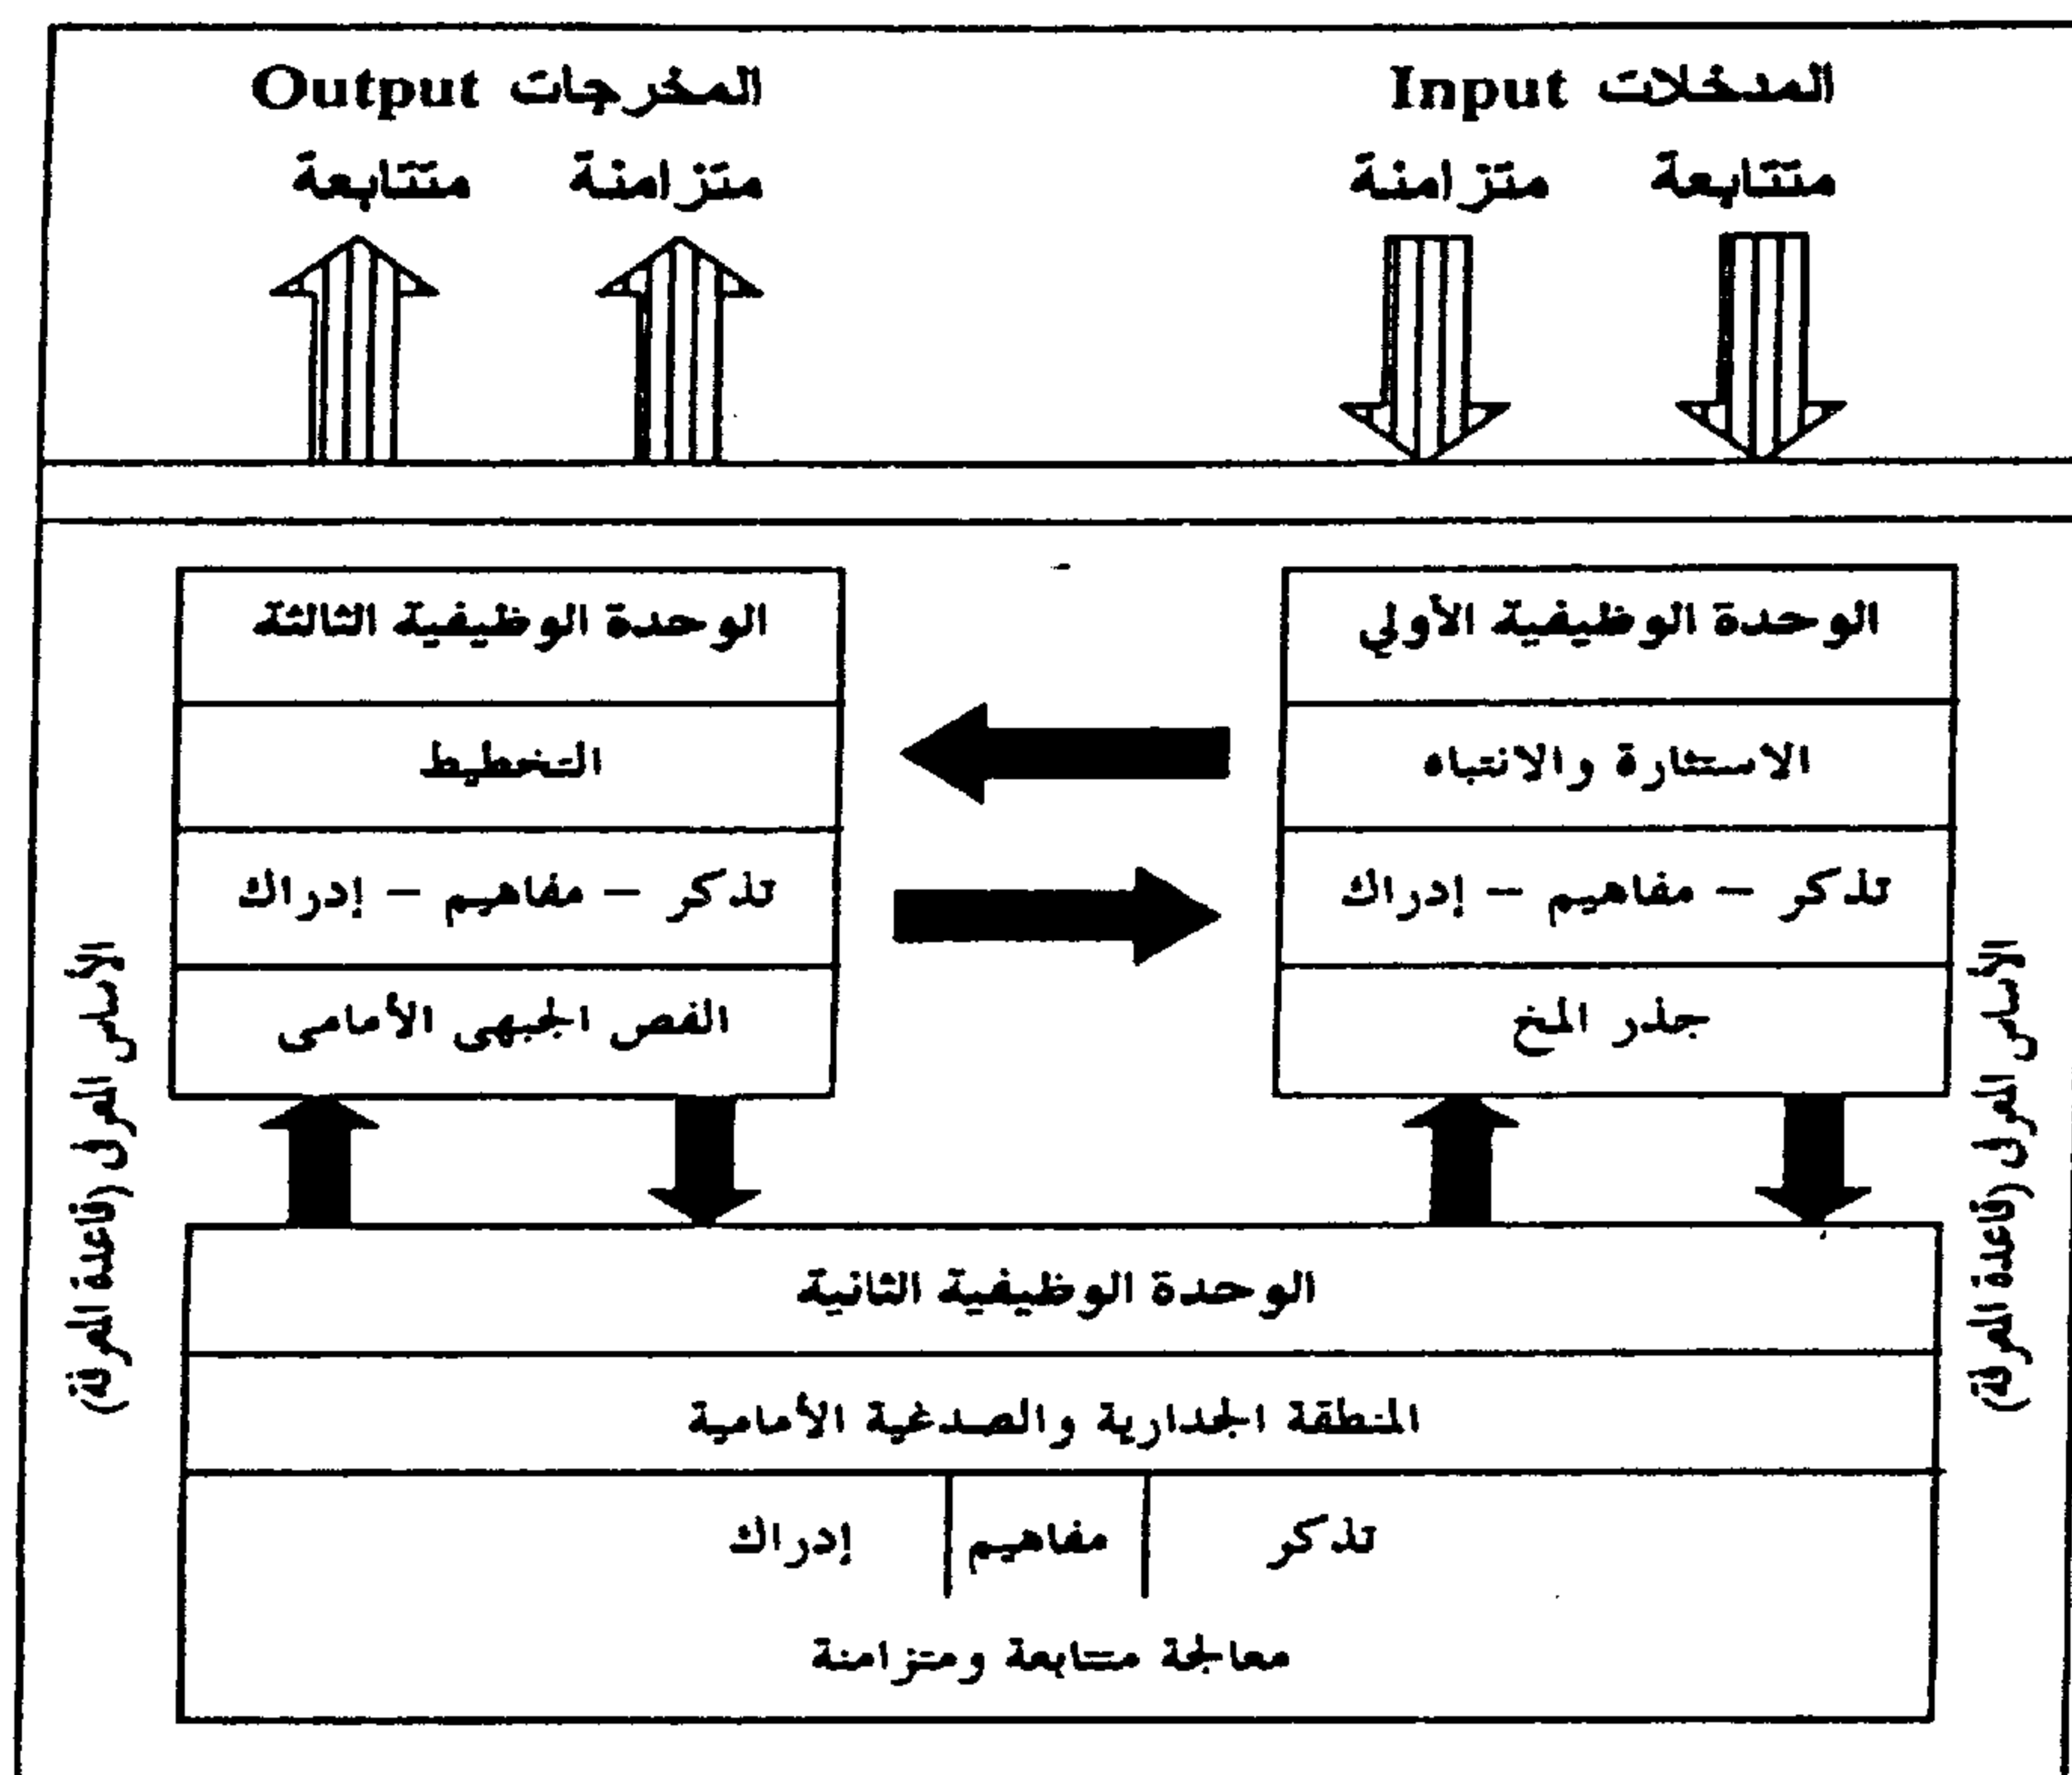 المدخلات Input
متتابعة
متزامنة
المخرجات Output
متزامنة
متتابعة
الوحدة الوظيفية الأولي
الاستثارة والانتباه
تذكر – مفاهيم – إدراك
جذر المخ
الوحدة الوظيفية الثالثة
التخطيط
تذكر – مفاهيم – إدراك
الفص الجبهى الأمامى
الوحدة الوظيفية الثانية
المنطقة الجدارية والصدغية الأمامية
تذكر
مفاهيم
إدراك
معالجة متتابعة ومتزامنة
الأساس المعرفى (قاعدة المعرفة)
الأساس المعرفى (قاعدة المعرفة)